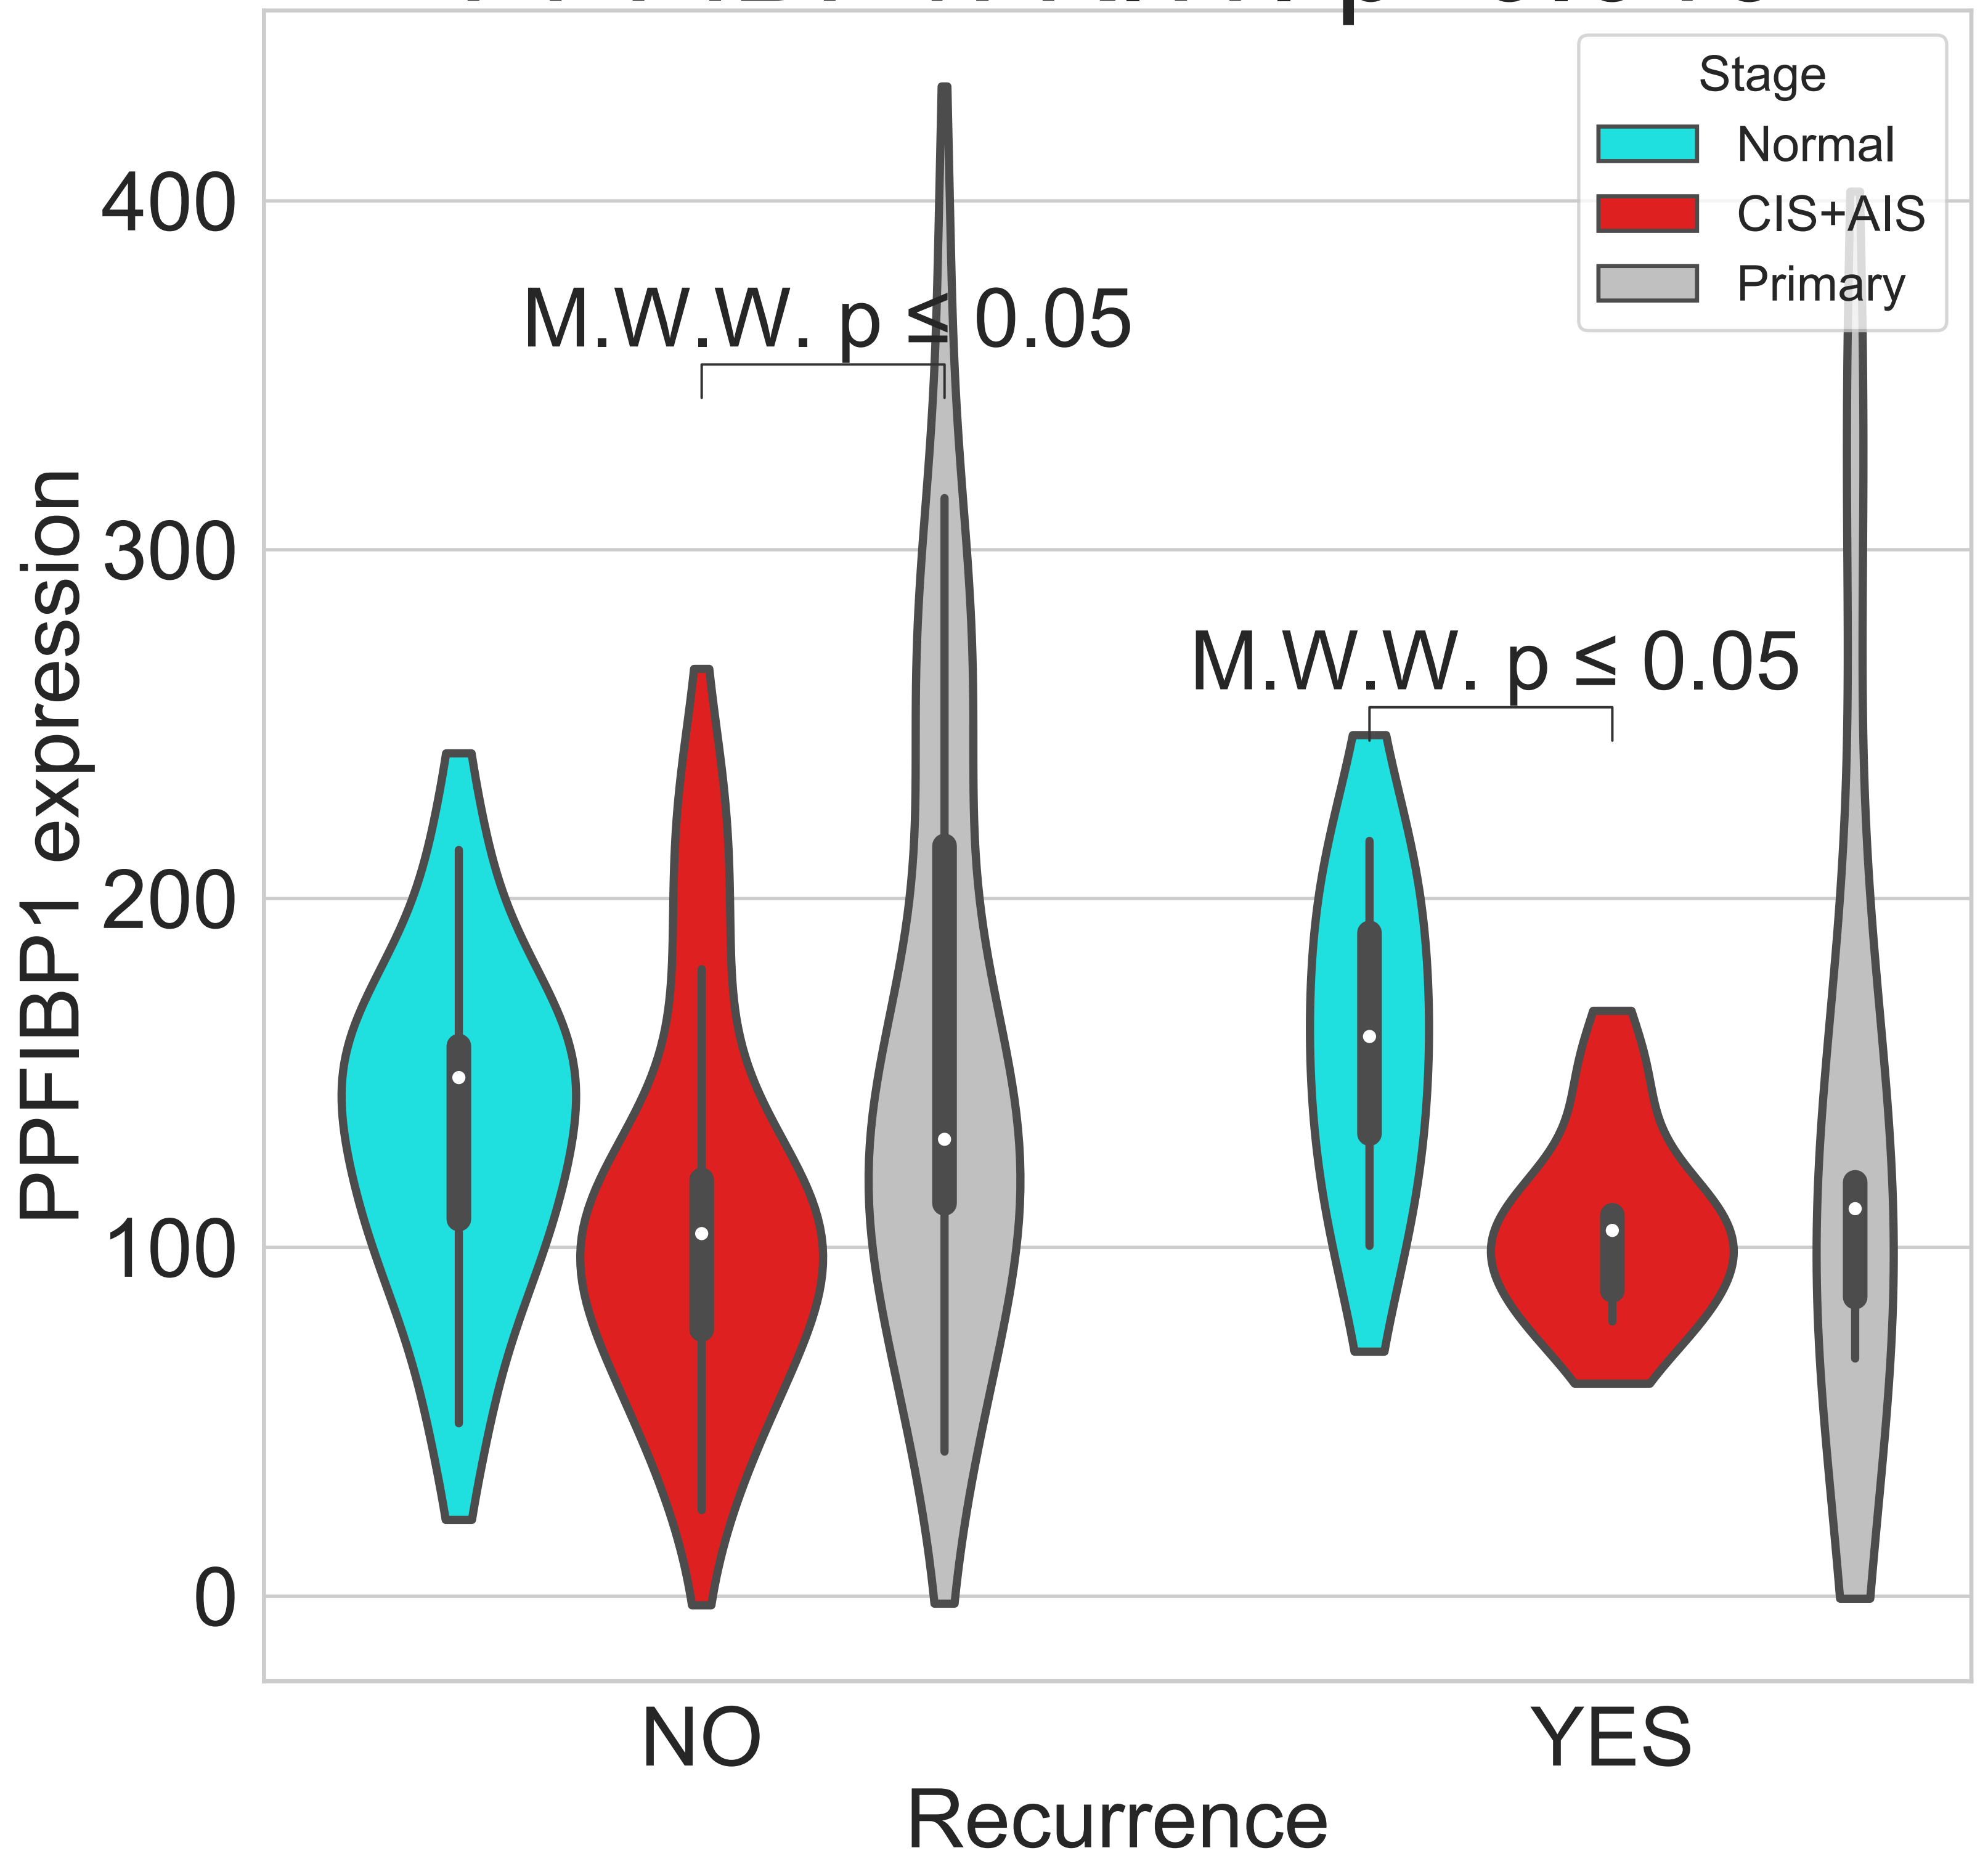 Stage
Normal
CIS+AIS
Primary
400
300
200
100
0
PPFIBP1 expression
M.W.W. p ≤ 0.05
M.W.W. p ≤ 0.05
NO
YES
Recurrence